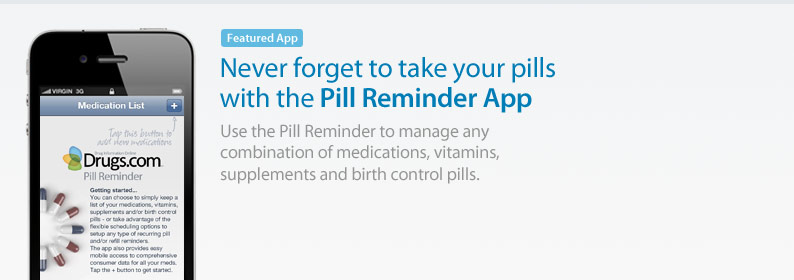 Featured App
Never forget to take your pills
with the Pill Reminder App
Use the Pill Reminder to manage any
combination of medications, vitamins,
supplements and birth control pills.
VIRGIN 3G
Medication List +
Tap this button to
add new medications
Drug Information Online
Drugs.com
Pill Reminder
Getting started...
You can choose to simply keep a
list of your medications, vitamins,
supplements and/or birth control
pills - or take advantage of the
flexible scheduling options to
setup any type of recurring pill
and/or refill reminders.
The app also provides easy
mobile access to comprehensive
consumer data for all your meds.
Tap the + button to get started.